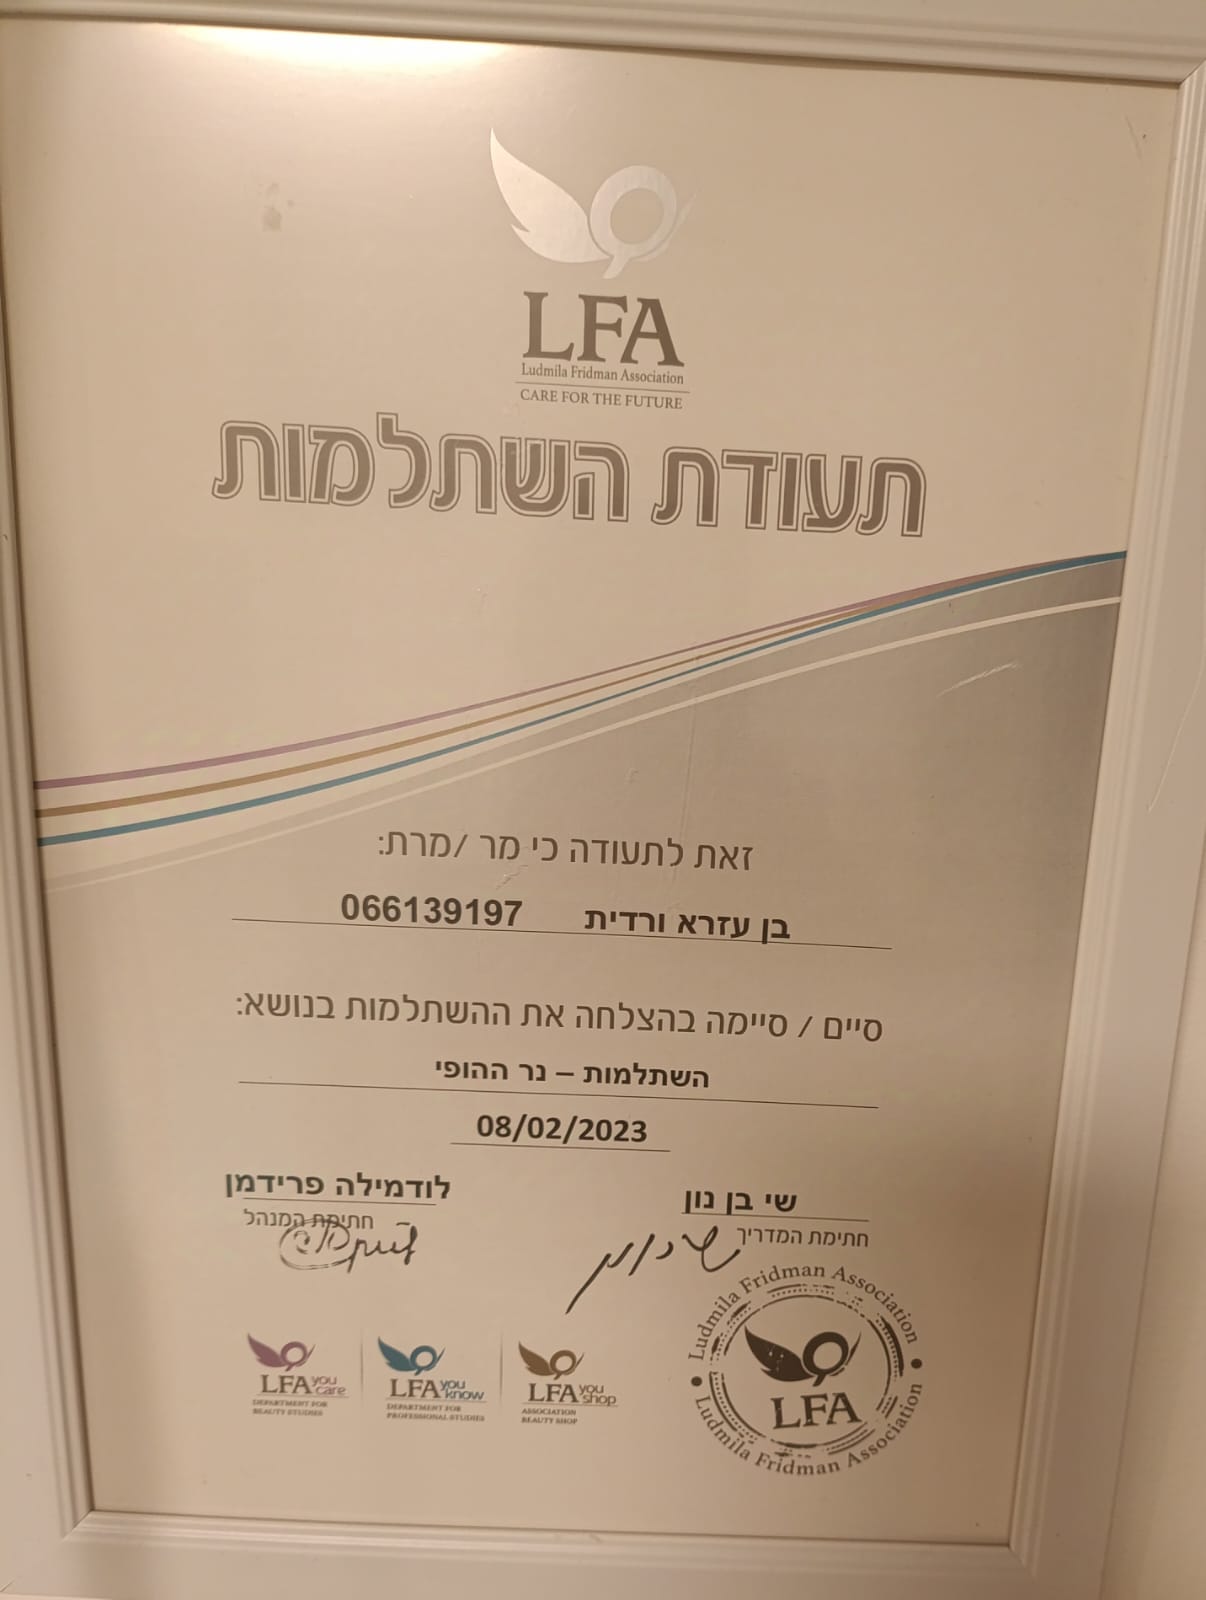 LFA
Ludmila Fridman Association
CARE FOR THE FUTURE
תעודת השתלמות
זאת לתעודה כי מר /מרת:
בן עזרא ורדית 066139197
סיים / סיימה בהצלחה את ההשתלמות בנושא:
השתלמות – נר ההופי
08/02/2023
שי בן נון
חתימת המדריך
לודמילה פרידמן
חתימת המנהל
LFA you care
DEPARTMENT FOR
BEAUTY STUDIES
LFA you know
DEPARTMENT FOR
PROFESSIONAL STUDIES
LFA you shop
ASSOCIATION
BEAUTY SHOP
Ludmila Fridman Association
LFA
Ludmila Fridman Association